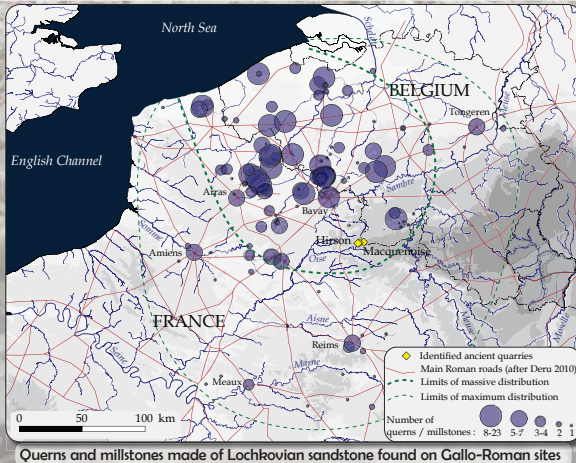 North Sea
Schldt
BELGIUM
Meuse
Tongeren
English Channel
Sambre
Arras
Bavay
Somme
Hirson
Macquenoise
Amiens
Oise
FRANCE
Aisne
Meuse
Moselle
Reims
Seine
Marne
Meaux
Identified ancient quarries
Main Roman roads (after Deru 2010)
Limits of massive distribution
Limits of maximum distribution
Number of
querns / millstones : 8-23 5-7 3-4 2 1
0 50 100 km
Querns and millstones made of Lochkovian sandstone found on Gallo-Roman sites